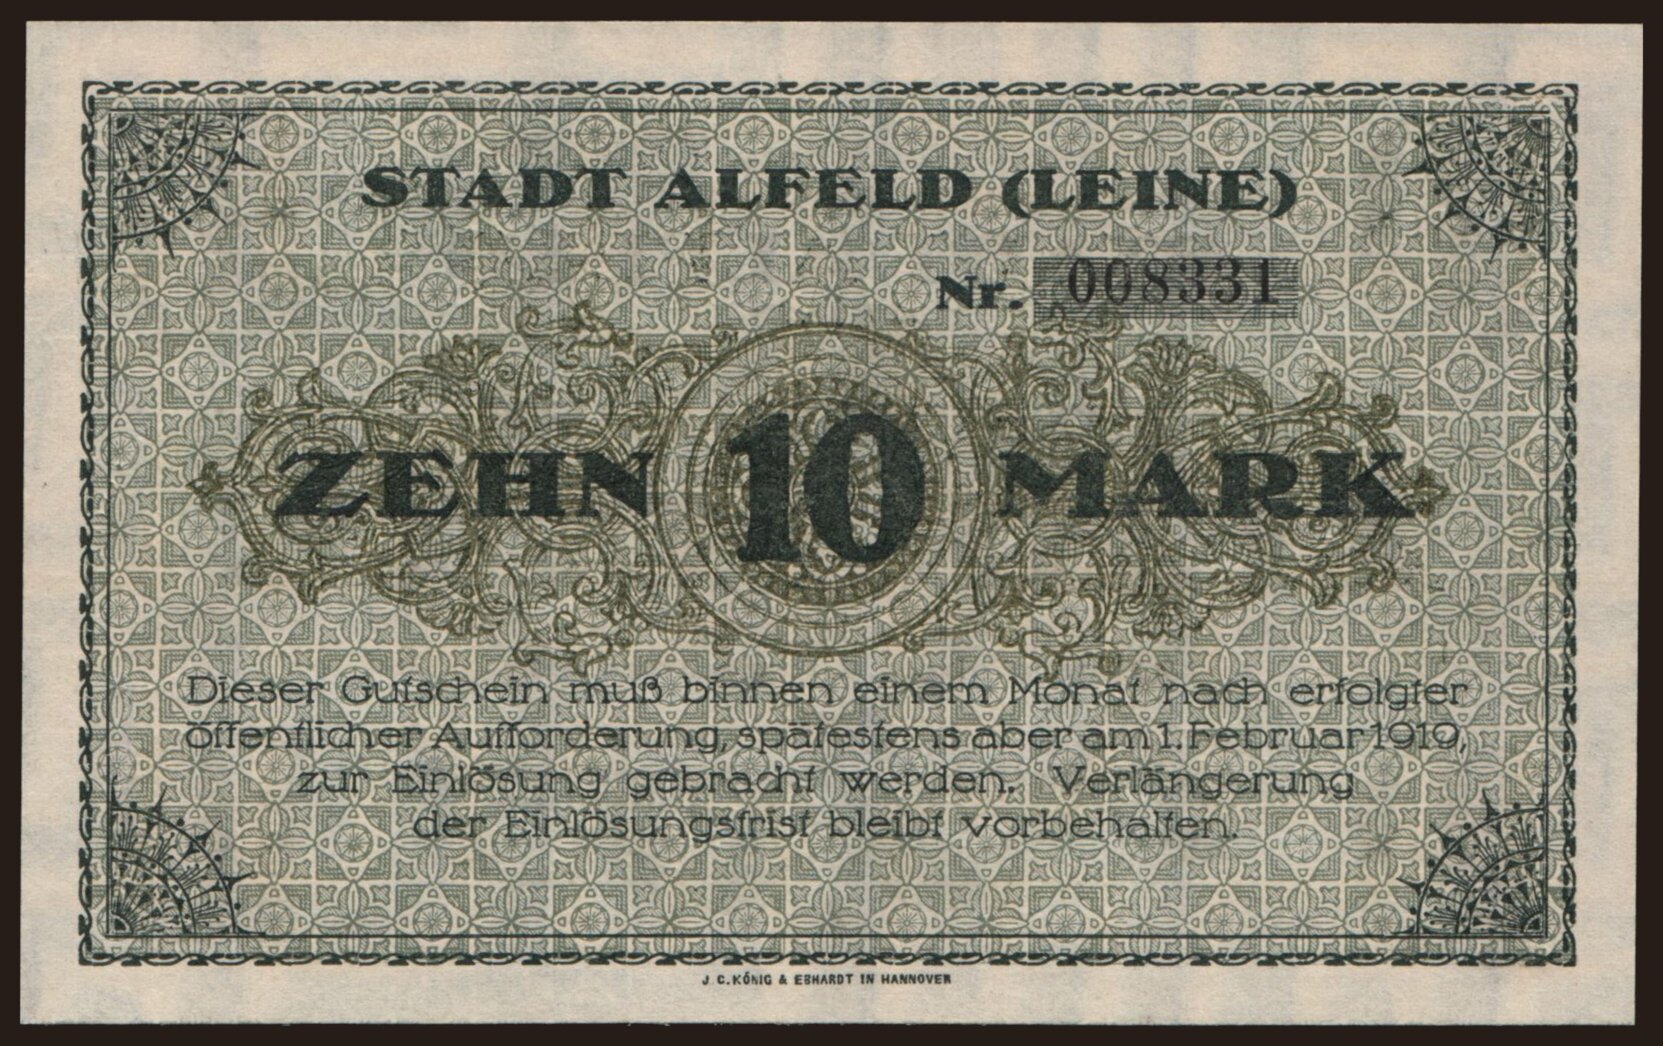 STADT ALFELD (LEINE)
Nr. 008331
ZEHN 10 MARK
Dieser Gutschein muß binnen einem Monat nach erfolgter
öffentlicher Aufforderung, spätestens aber am 1. Februar 1919,
zur Einlösung gebracht werden. Verlängerung
der Einlösungsfrist bleibt vorbehalten.
J. C. KÖNIG & EBHARDT IN HANNOVER